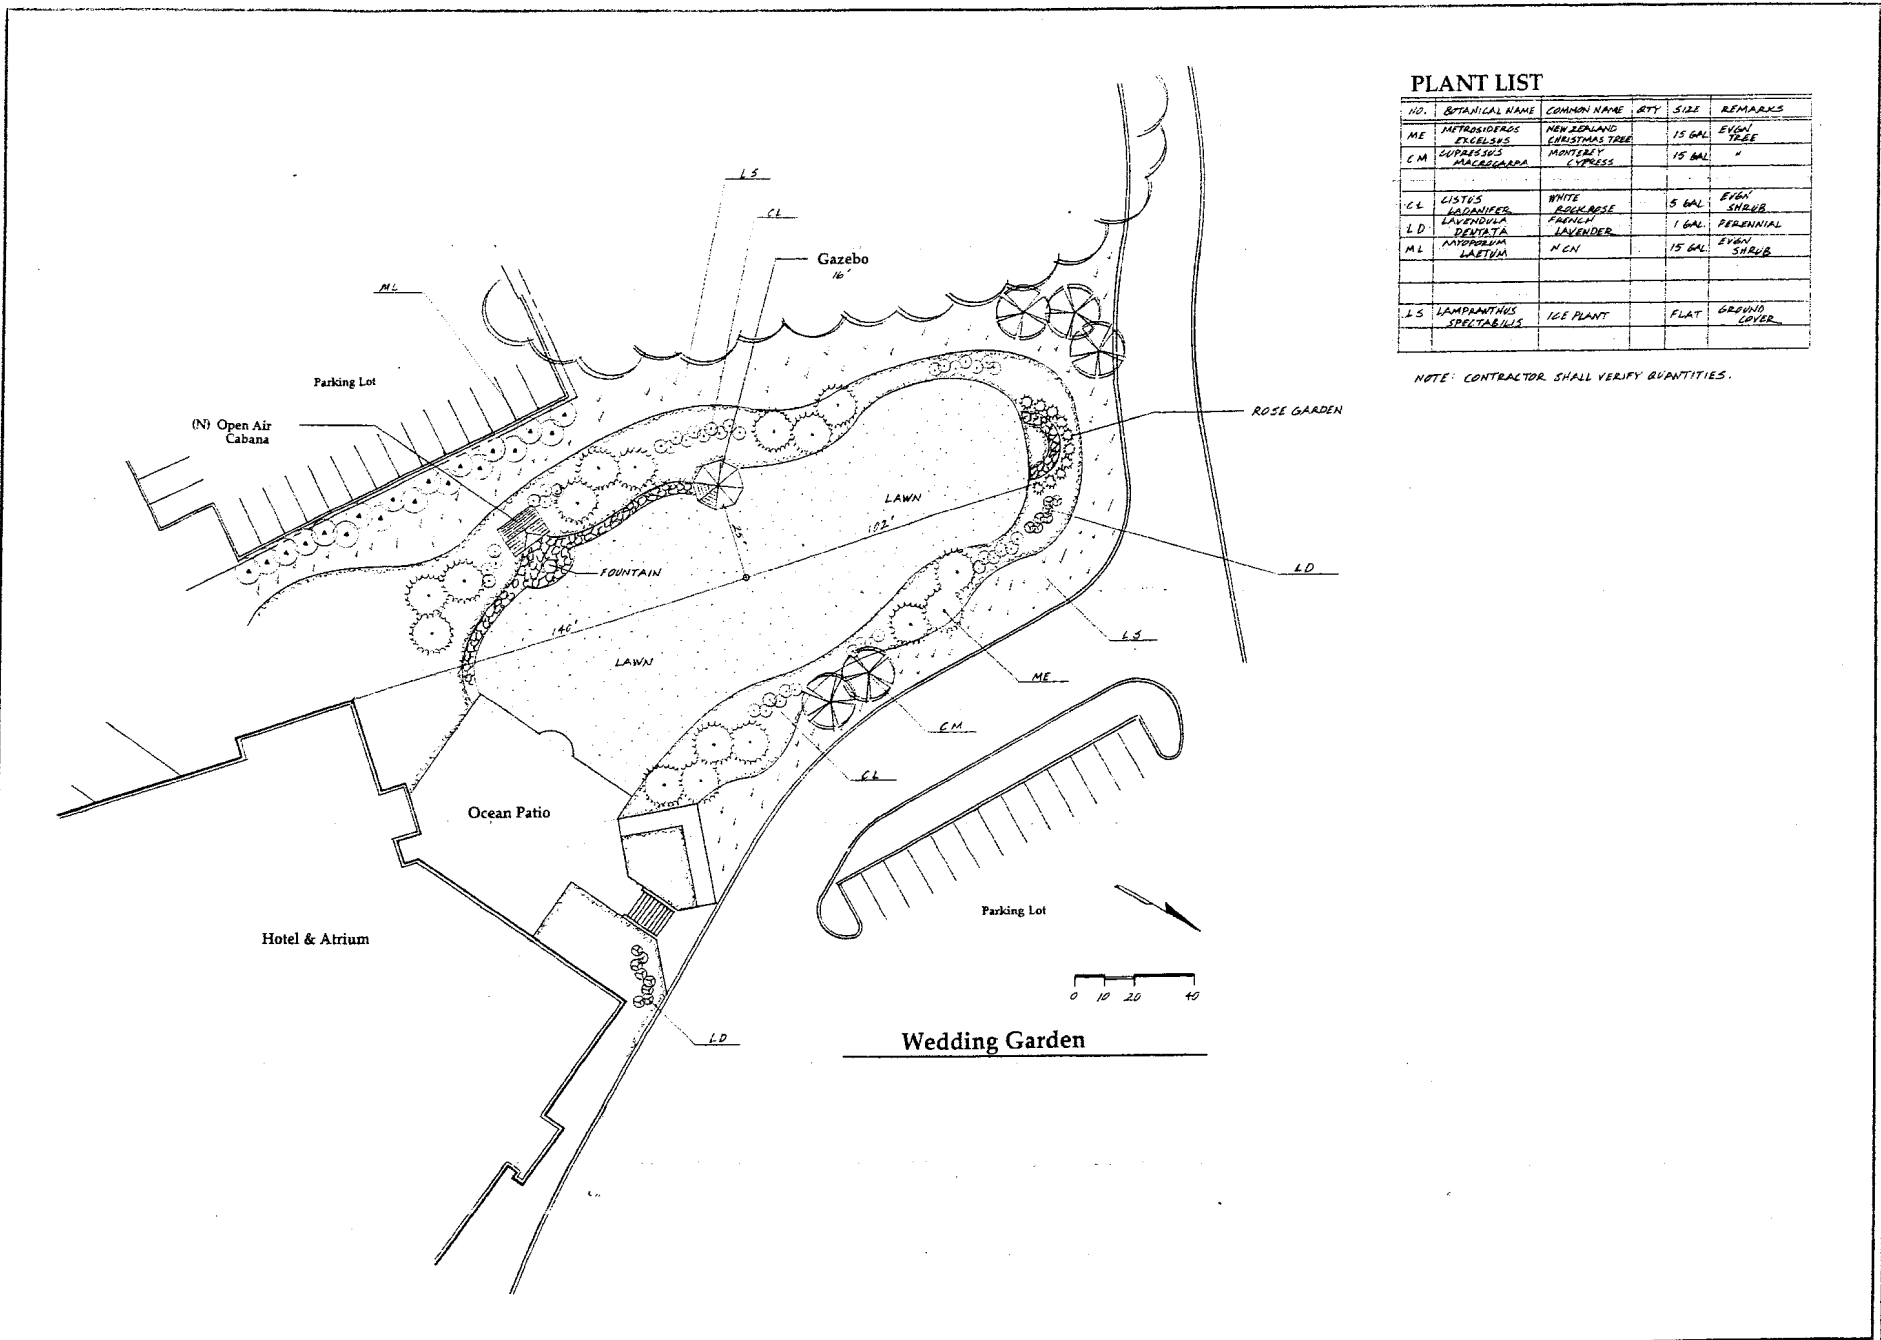 PLANT LIST
NO. BOTANICAL NAME COMMON NAME QTY SIZE REMARKS
ME METROSIDEROS EXCELSUS NEW ZEALAND CHRISTMAS TREE 15 GAL EVGN TREE
CM CUPRESSUS MACROCARPA MONTEREY CYPRESS 15 GAL "
CL CISTUS LADANIFER WHITE ROCKROSE 5 GAL EVGN SHRUB
LD LAVENDULA DENTATA FRENCH LAVENDER 1 GAL PERENNIAL
ML MYOPORUM LAETUM NCN 15 GAL EVGN SHRUB
LS LAMPRANTHUS SPECTABILIS ICE PLANT FLAT GROUND COVER
NOTE: CONTRACTOR SHALL VERIFY QUANTITIES.
LS
CL
Gazebo
16'
ML
Parking Lot
(N) Open Air
Cabana
ROSE GARDEN
LAWN
102'
25'
FOUNTAIN
LD
140'
LAWN
LS
ME
CM
CL
Ocean Patio
Parking Lot
Hotel & Atrium
0 10 20 40
LD
Wedding Garden